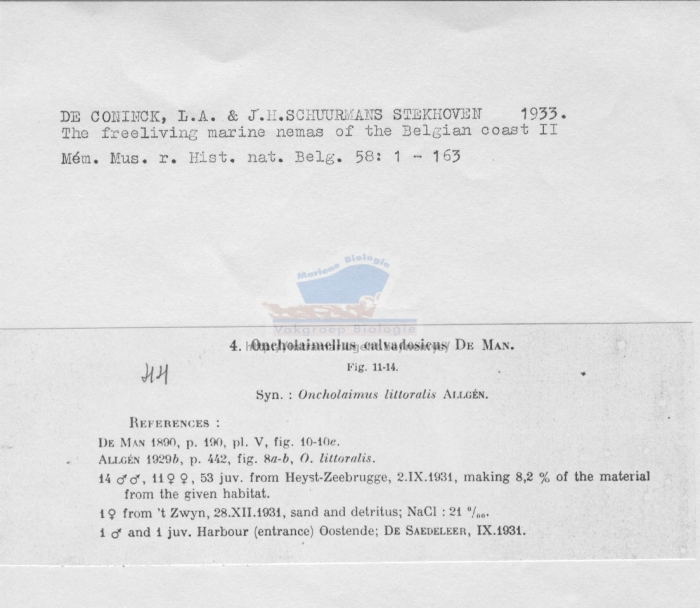 DE CONINCK, L.A. & J.H.SCHUURMANS STEKHOVEN 1933.
The freeliving marine nemas of the Belgian coast II
Mém. Mus. r. Hist. nat. Belg. 58: 1 - 163
Mariene Biologie
Vakgroep Biologie
4. Oncholaimellus calvadosicus DE MAN.
Fig. 11-14.
44
Syn. : Oncholaimus littoralis ALLGÉN.
REFERENCES :
DE MAN 1890, p. 190, pl. V, fig. 10-10e.
ALLGÉN 1929b, p. 442, fig. 8a-b, O. littoralis.
14 ♂♂, 11 ♀ ♀, 53 juv. from Heyst-Zeebrugge, 2.IX.1931, making 8,2 % of the material
from the given habitat.
1 ♀ from 't Zwyn, 28.XII.1931, sand and detritus; NaCl : 21 ‰.
1 ♂ and 1 juv. Harbour (entrance) Oostende; DE SAEDELEER, IX.1931.